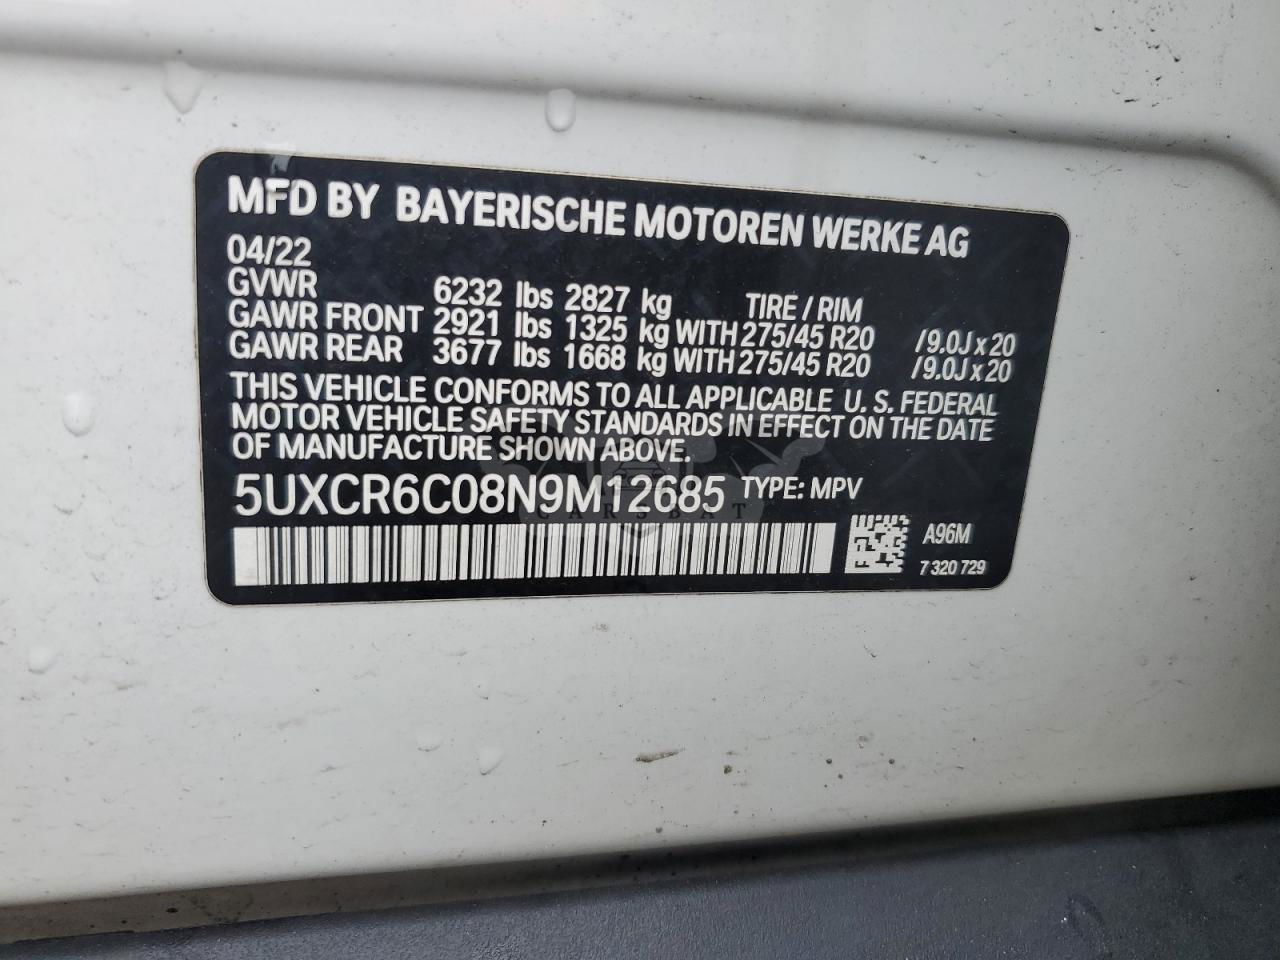 MFD BY BAYERISCHE MOTOREN WERKE AG
04/22
GVWR 6232 lbs 2827 kg TIRE / RIM
GAWR FRONT 2921 lbs 1325 kg WITH 275/45 R20 /9.0J x 20
GAWR REAR 3677 lbs 1668 kg WITH 275/45 R20 /9.0J x 20
THIS VEHICLE CONFORMS TO ALL APPLICABLE U. S. FEDERAL
MOTOR VEHICLE SAFETY STANDARDS IN EFFECT ON THE DATE
OF MANUFACTURE SHOWN ABOVE.
5UXCR6C08N9M12685 TYPE: MPV
CARSBAT
A96M
7 320 729